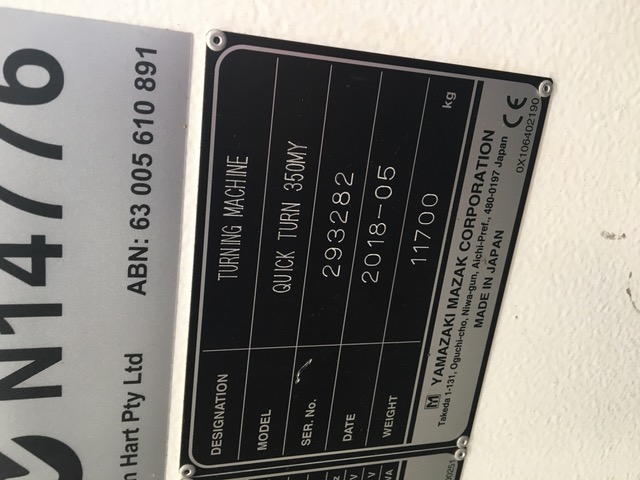 N14776
ABN: 63 005 610 891
Hart Pty Ltd
DESIGNATION TURNING MACHINE
MODEL QUICK TURN 350MY
SER. No. 293282
DATE 2018-05
WEIGHT 11700 kg
YAMAZAKI MAZAK CORPORATION
Takeda 1-131, Oguchi-cho, Niwa-gun, Aichi-Pref., 480-0197 Japan
MADE IN JAPAN
CE
0X106402190